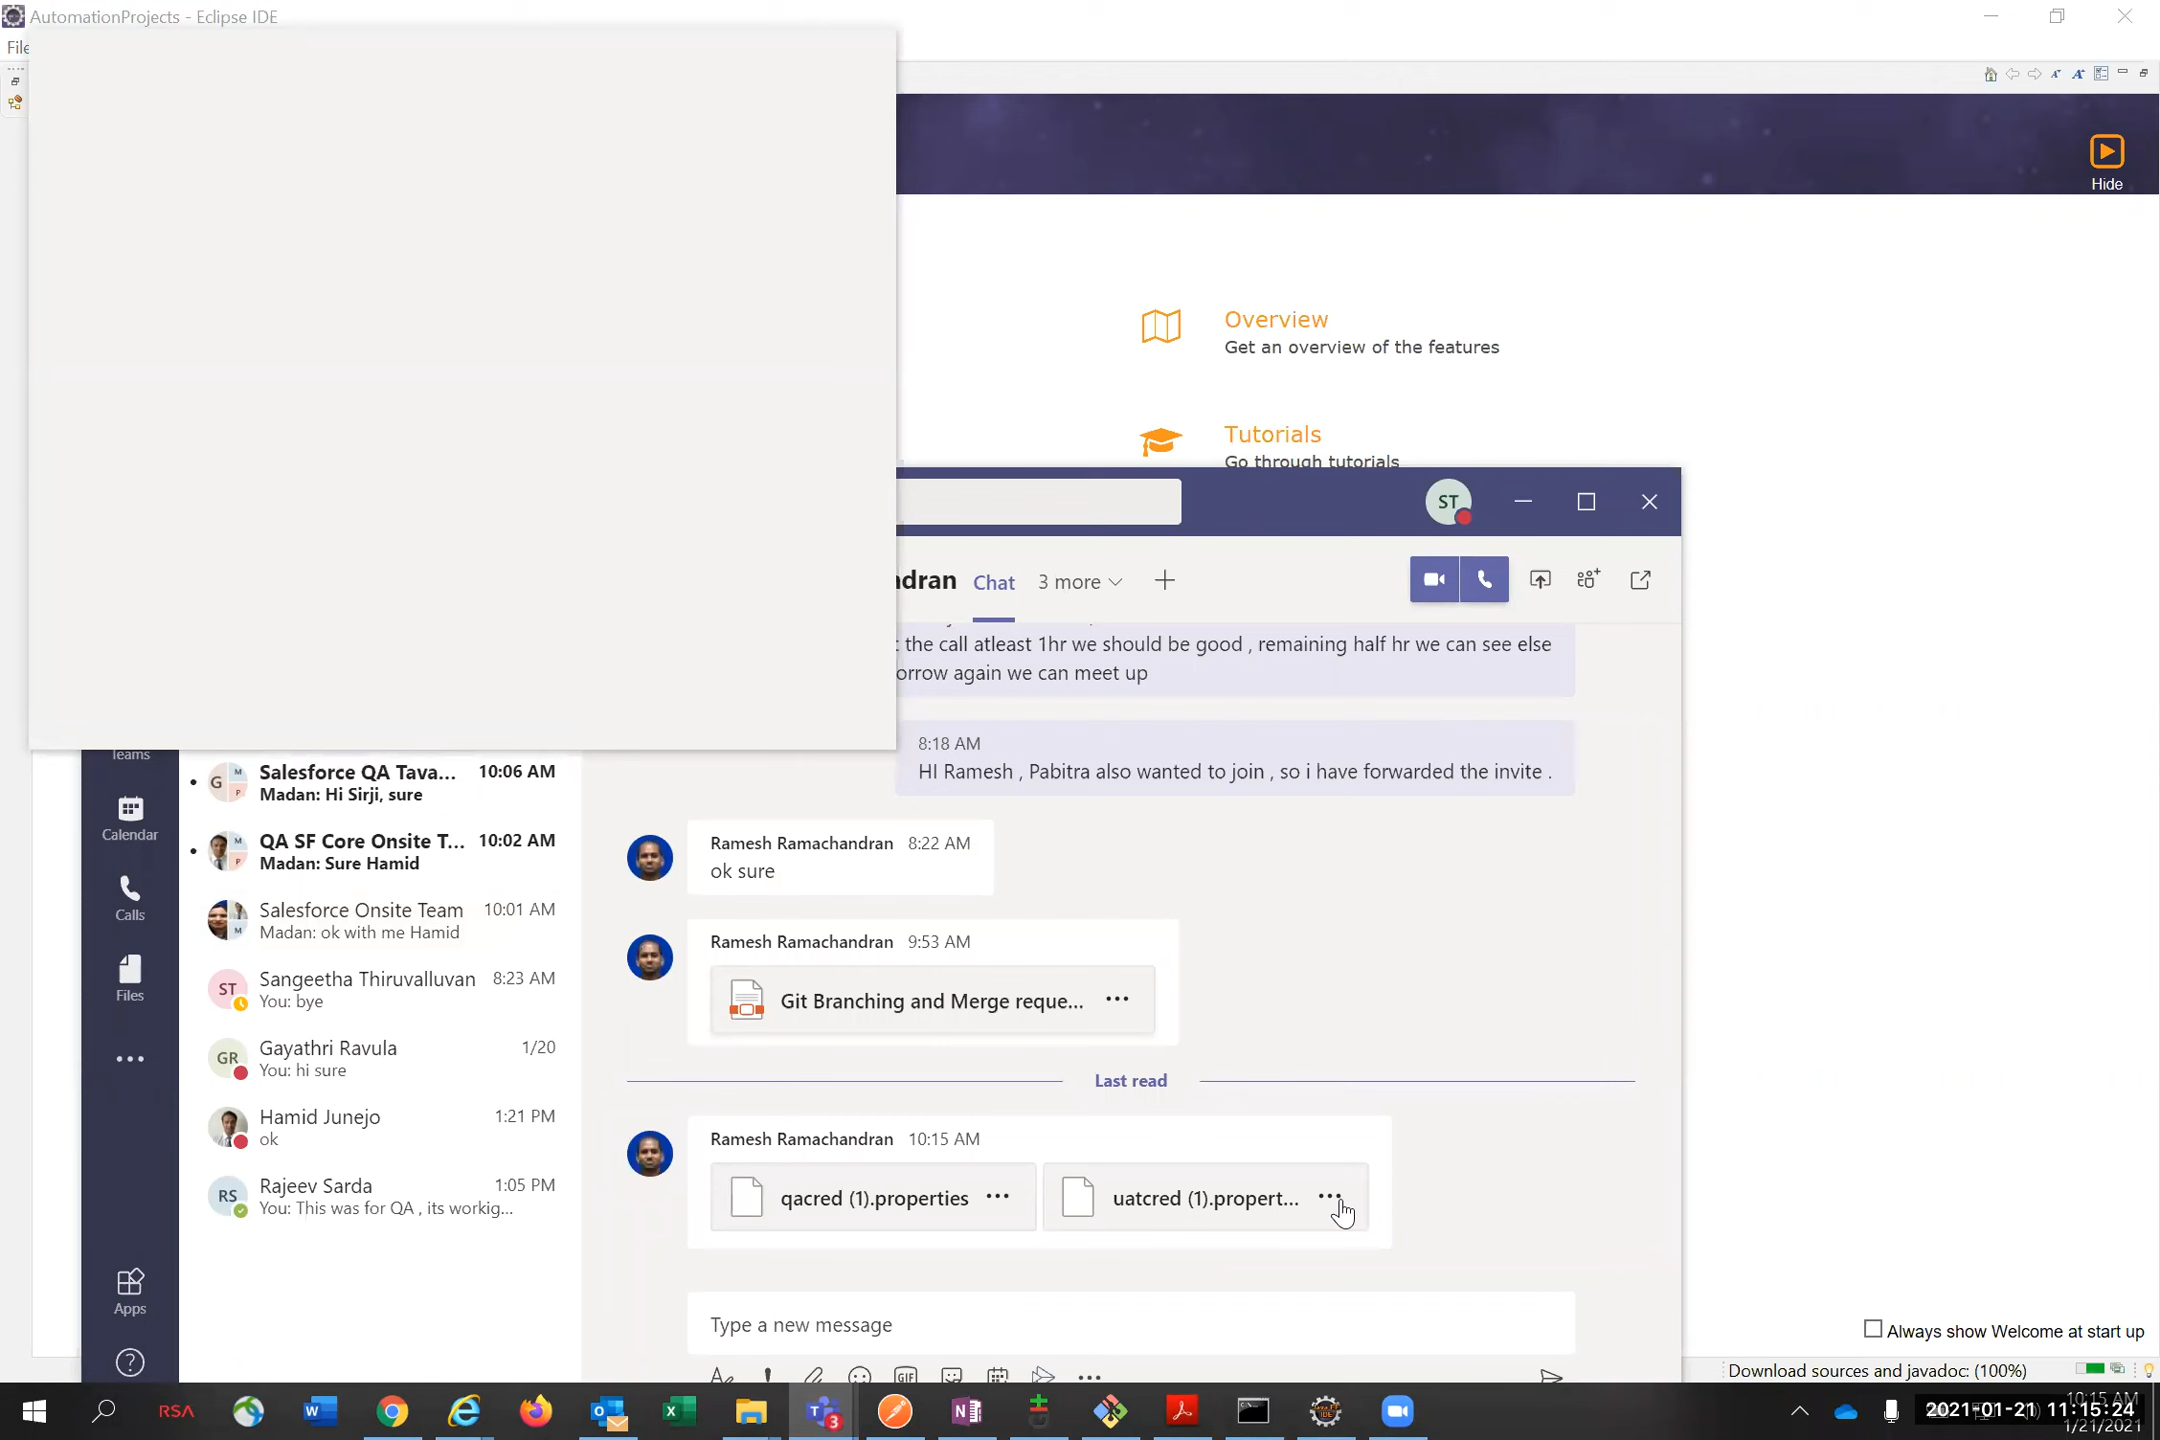 AutomationProjects - Eclipse IDE
File
Hide
Overview
Get an overview of the features
Tutorials
Go through tutorials
ST
ndran Chat 3 more
: the call atleast 1hr we should be good , remaining half hr we can see else
orrow again we can meet up
8:18 AM
HI Ramesh , Pabitra also wanted to join , so i have forwarded the invite .
Teams
Calendar
Calls
Files
Apps
G M P
Salesforce QA Tava... 10:06 AM
Madan: Hi Sirji, sure
M P
QA SF Core Onsite T... 10:02 AM
Madan: Sure Hamid
M
Salesforce Onsite Team 10:01 AM
Madan: ok with me Hamid
ST
Sangeetha Thiruvalluvan 8:23 AM
You: bye
GR
Gayathri Ravula 1/20
You: hi sure
Hamid Junejo 1:21 PM
ok
RS
Rajeev Sarda 1:05 PM
You: This was for QA , its workig...
Ramesh Ramachandran 8:22 AM
ok sure
Ramesh Ramachandran 9:53 AM
Git Branching and Merge reque... ...
Last read
Ramesh Ramachandran 10:15 AM
qacred (1).properties ... uatcred (1).propert... ...
Type a new message
GIF
Always show Welcome at start up
Download sources and javadoc: (100%)
RSA
3
10:15 AM
2021-01-21 11:15:24
1/21/2021